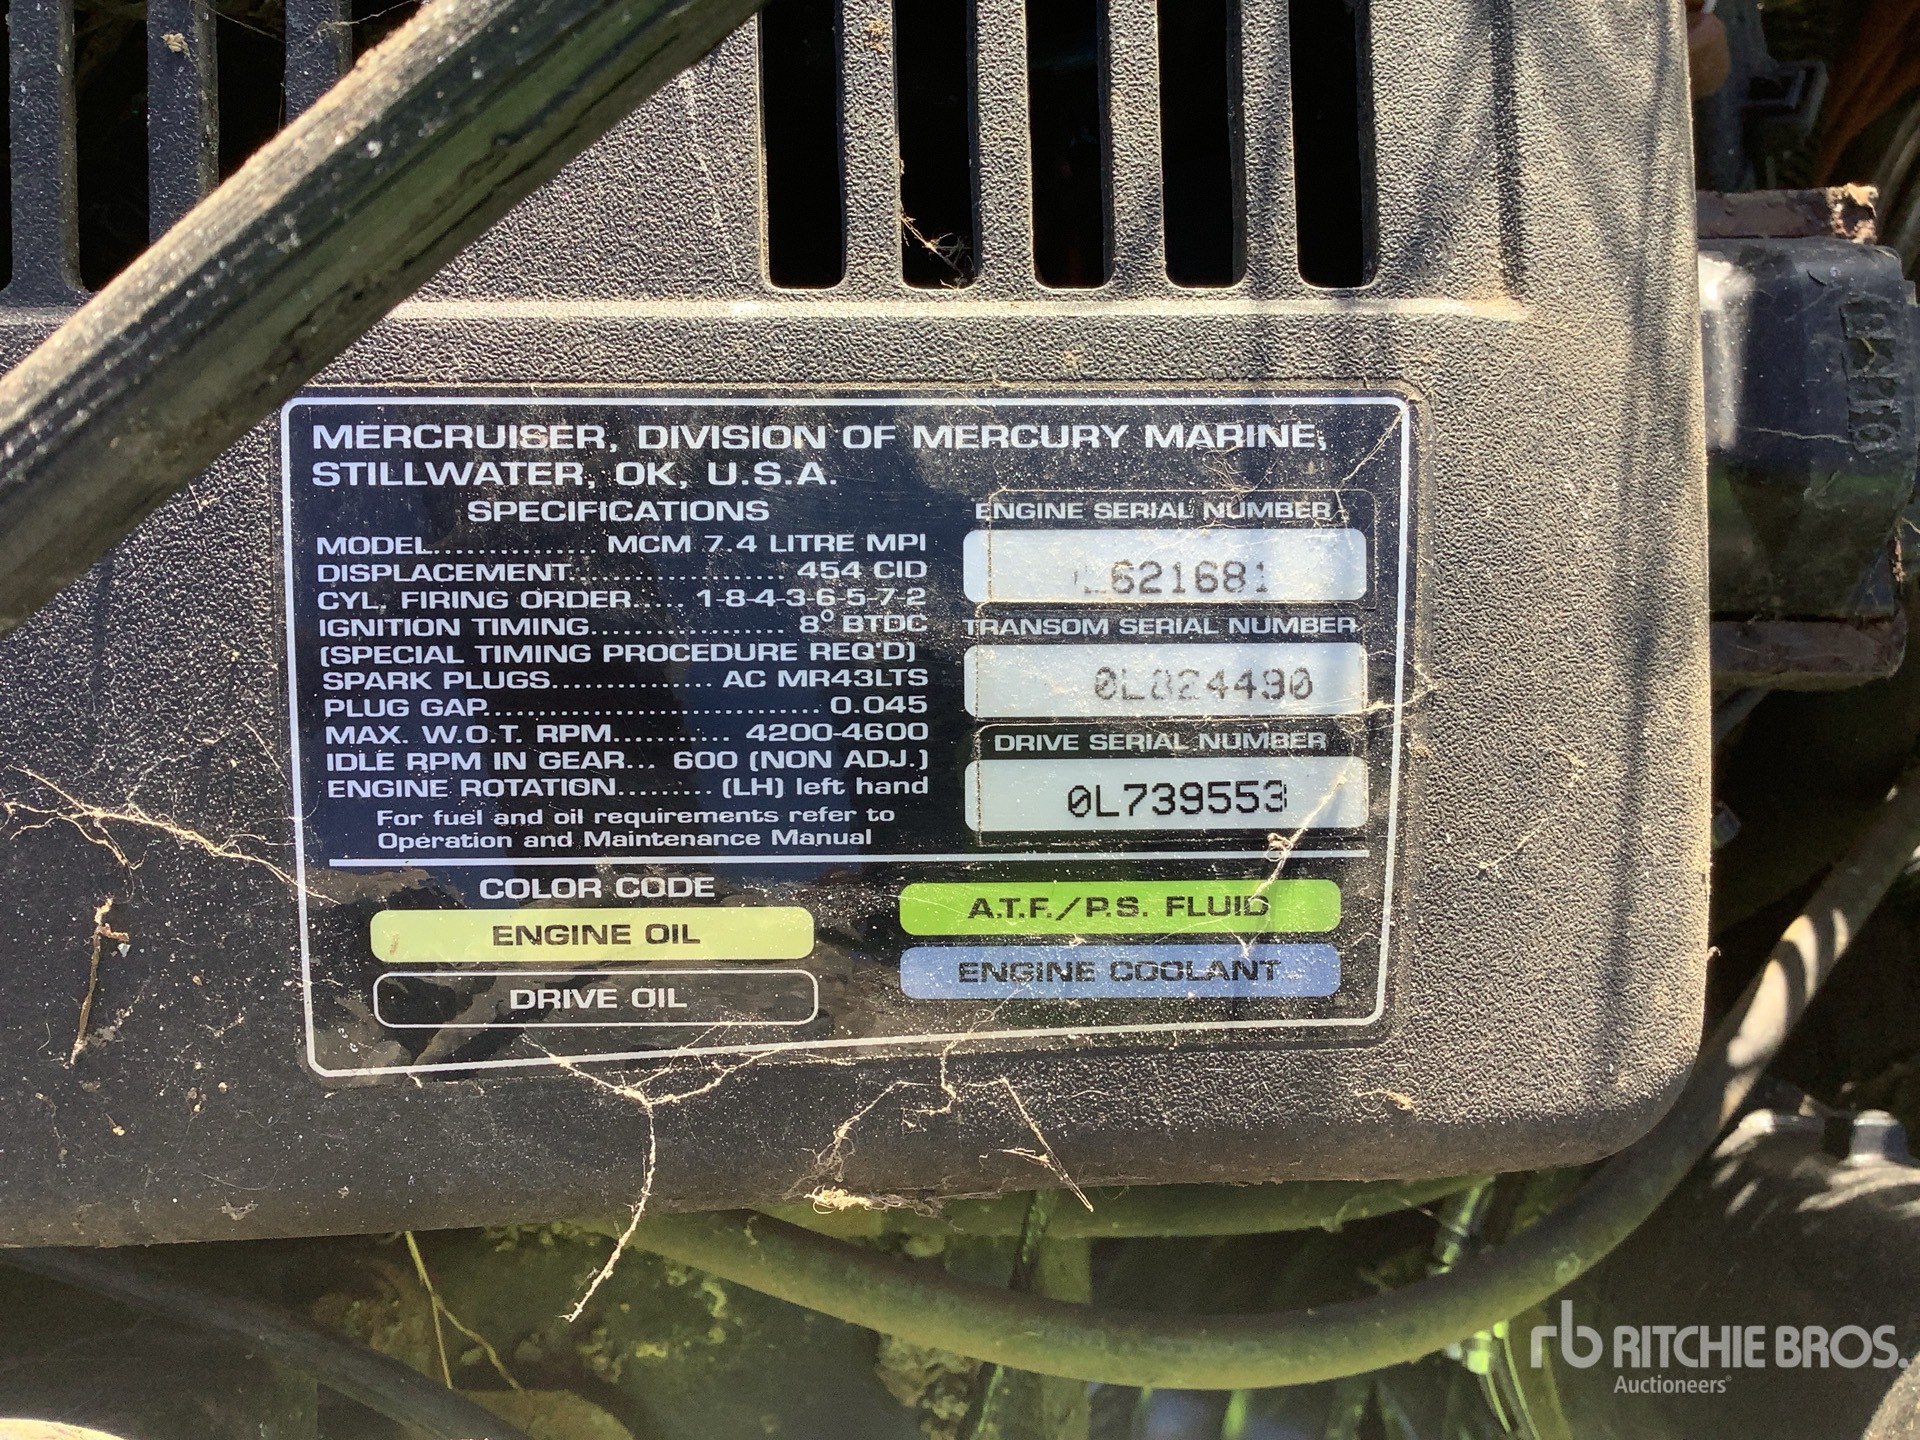 MERCRUISER, DIVISION OF MERCURY MARINE,
STILLWATER, OK, U.S.A.
SPECIFICATIONS
MODEL............... MCM 7.4 LITRE MPI
DISPLACEMENT.................... 454 CID
CYL. FIRING ORDER..... 1-8-4-3-6-5-7-2
IGNITION TIMING.................. 8° BTDC
(SPECIAL TIMING PROCEDURE REQ'D)
SPARK PLUGS............... AC MR43LTS
PLUG GAP............................... 0.045
MAX. W.O.T. RPM........... 4200-4600
IDLE RPM IN GEAR... 600 (NON ADJ.)
ENGINE ROTATION......... (LH) left hand
For fuel and oil requirements refer to
Operation and Maintenance Manual
ENGINE SERIAL NUMBER
L621681
TRANSOM SERIAL NUMBER
0L824490
DRIVE SERIAL NUMBER
0L739553
COLOR CODE
ENGINE OIL
DRIVE OIL
A.T.F./P.S. FLUID
ENGINE COOLANT
rb RITCHIE BROS.
Auctioneers